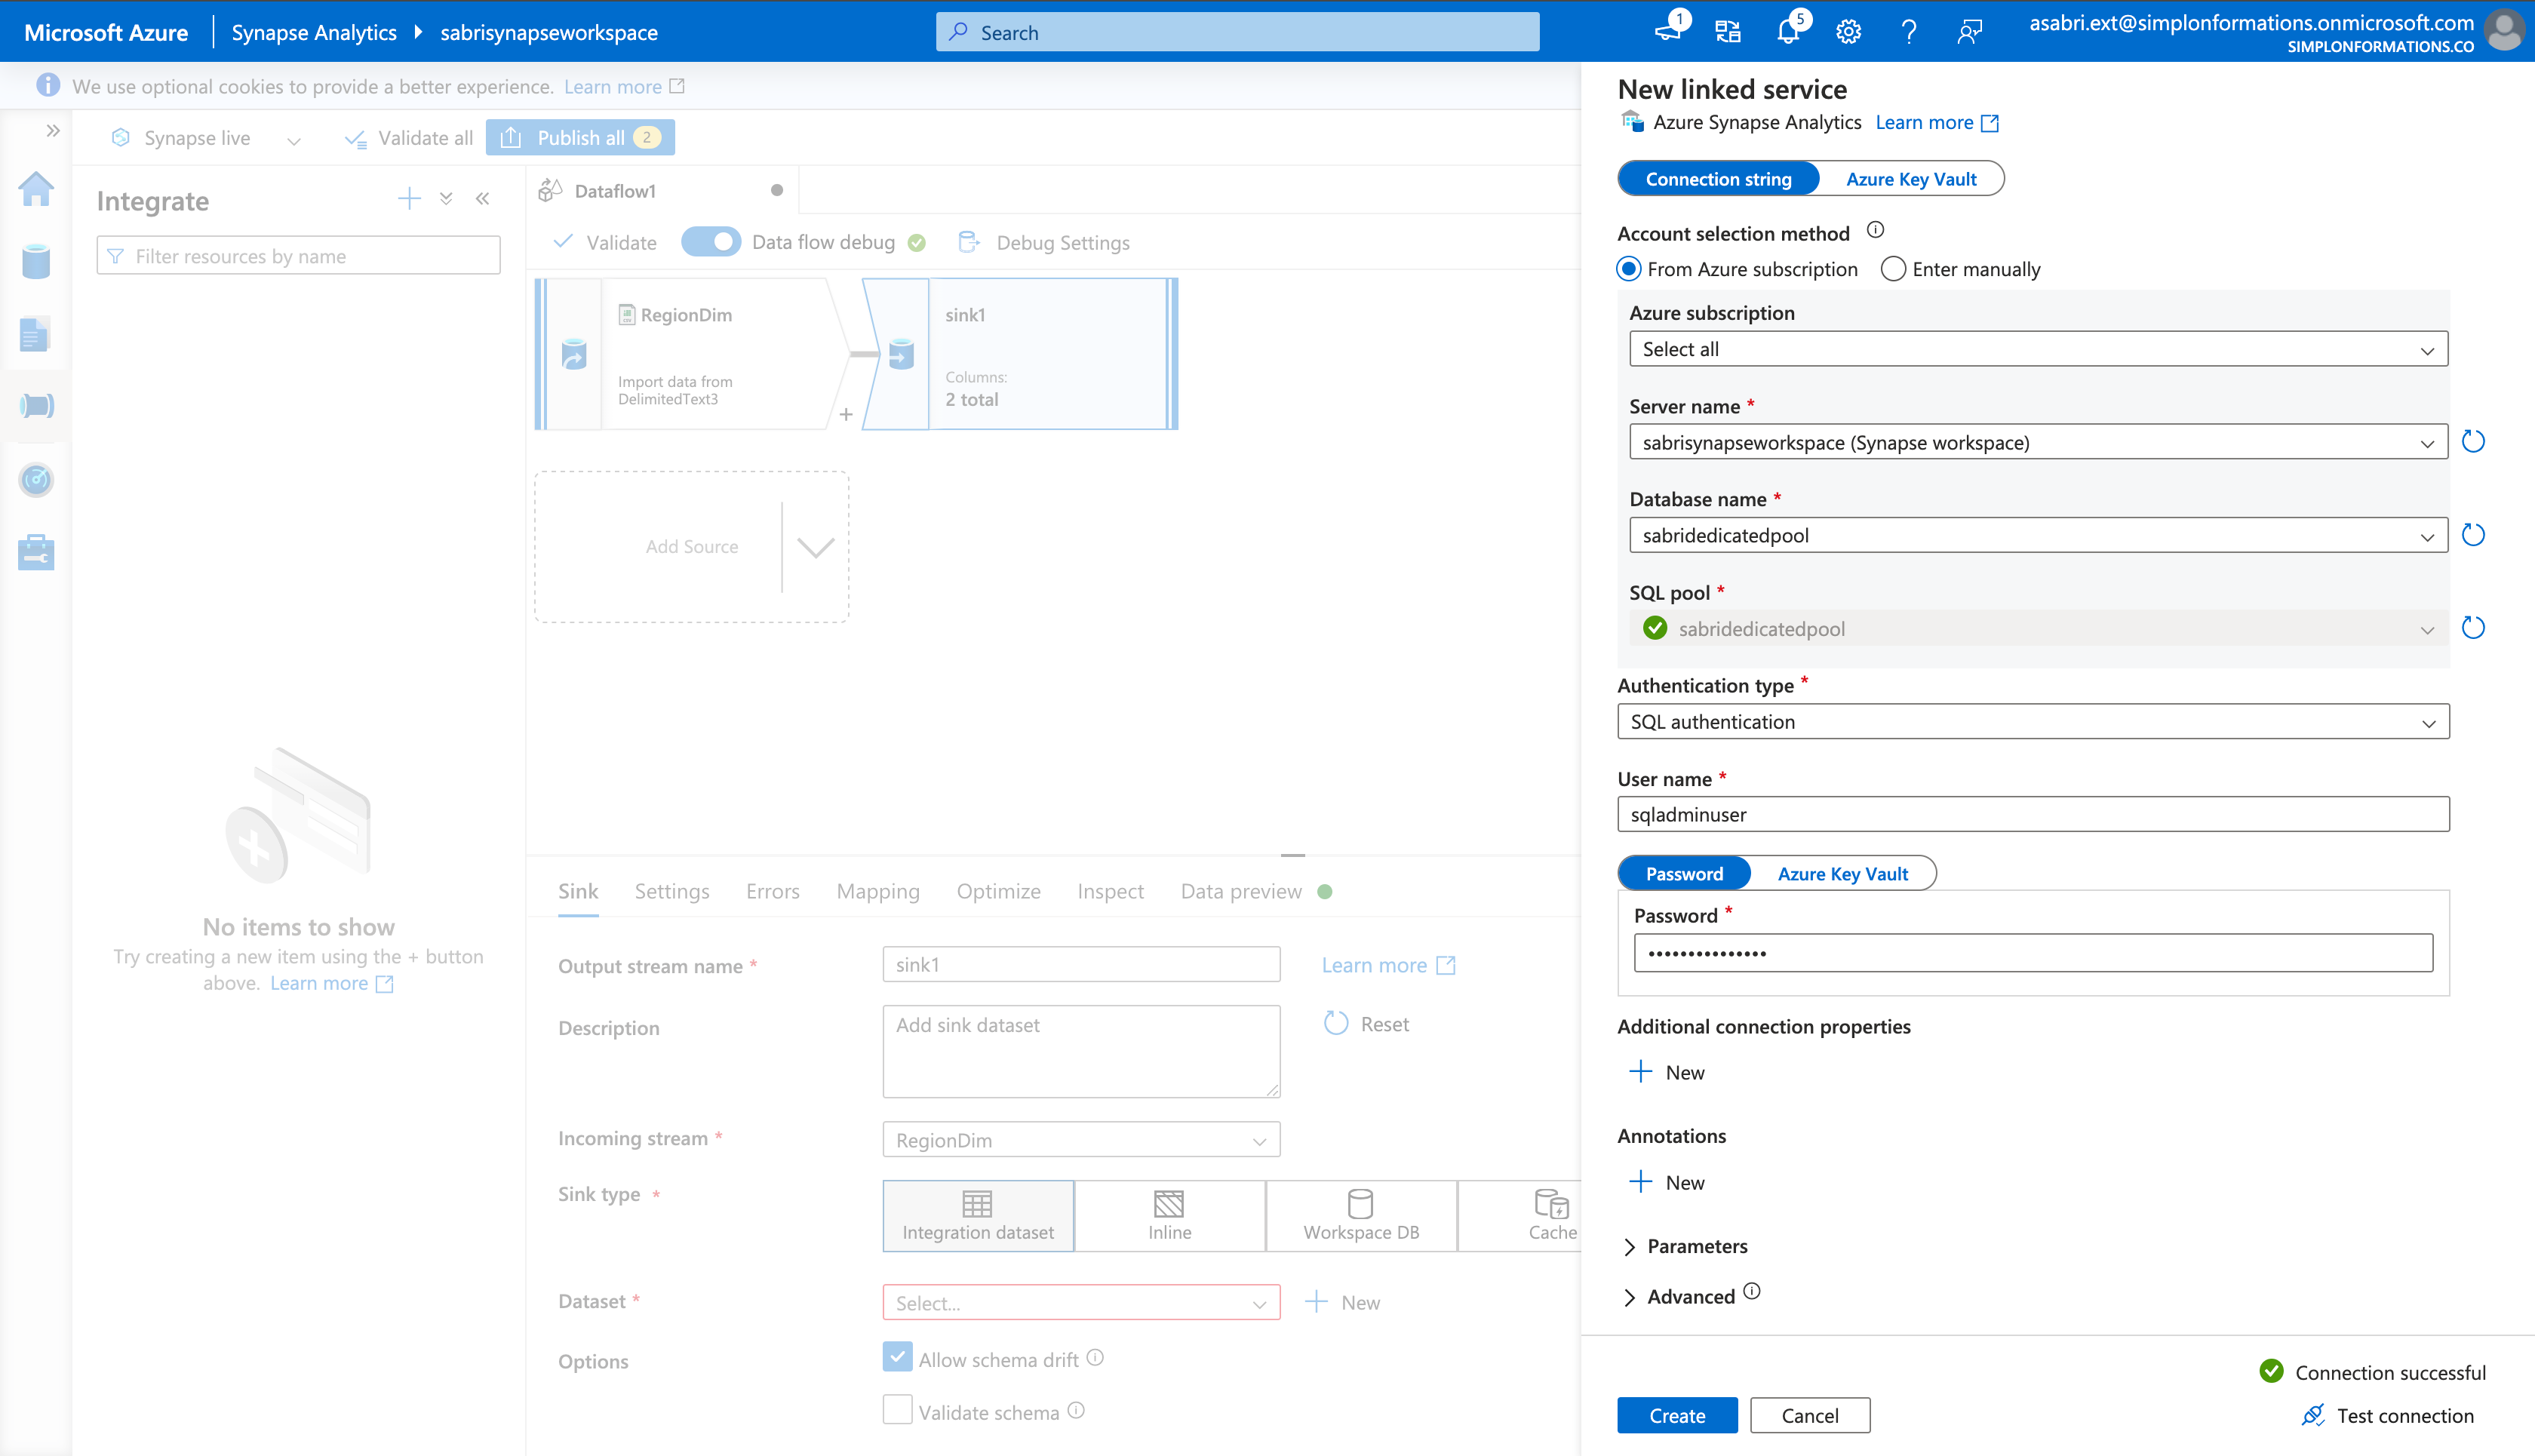 Microsoft Azure
Synapse Analytics
sabrisynapseworkspace
Search
1
5
asabri.ext@simplonformations.onmicrosoft.com
SIMPLONFORMATIONS.CO
We use optional cookies to provide a better experience. Learn more
Synapse live
Validate all
Publish all 2
Integrate
Filter resources by name
No items to show
Try creating a new item using the + button
above. Learn more
Dataflow1
Validate
Data flow debug
Debug Settings
RegionDim
Import data from
DelimitedText3
+
sink1
Columns:
2 total
Add Source
Sink
Settings
Errors
Mapping
Optimize
Inspect
Data preview
Output stream name *
sink1
Learn more
Description
Add sink dataset
Reset
Incoming stream *
RegionDim
Sink type *
Integration dataset
Inline
Workspace DB
Cache
Dataset *
Select...
New
Options
Allow schema drift
Validate schema
New linked service
Azure Synapse Analytics Learn more
Connection string
Azure Key Vault
Account selection method
From Azure subscription
Enter manually
Azure subscription
Select all
Server name *
sabrisynapseworkspace (Synapse workspace)
Database name *
sabridedicatedpool
SQL pool *
sabridedicatedpool
Authentication type *
SQL authentication
User name *
sqladminuser
Password
Azure Key Vault
Password *
•••••••••••••••
Additional connection properties
New
Annotations
New
Parameters
Advanced
Connection successful
Create
Cancel
Test connection